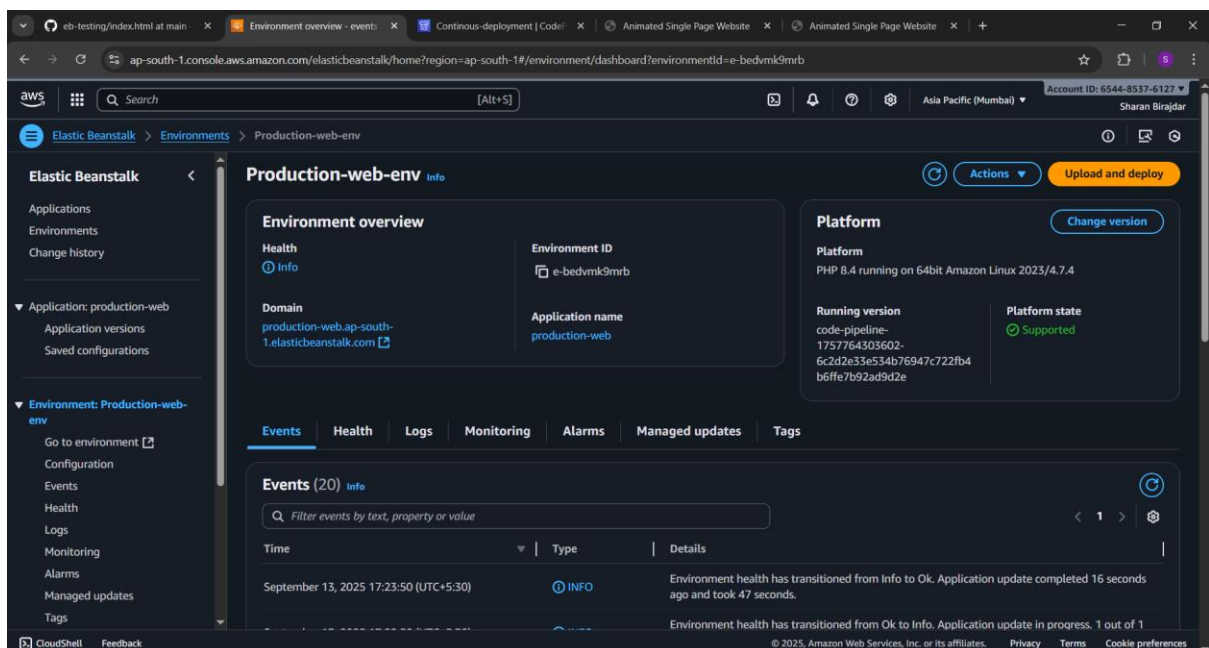 eb-testing/index.html at main
Environment overview - events
Continous-deployment | CodeP
Animated Single Page Website
Animated Single Page Website
ap-south-1.console.aws.amazon.com/elasticbeanstalk/home?region=ap-south-1#/environment/dashboard?environmentId=e-bedvmk9mrb
S
aws
Search
[Alt+S]
Asia Pacific (Mumbai)
Account ID: 6544-8537-6127
Sharan Birajdar
Elastic Beanstalk > Environments > Production-web-env
Elastic Beanstalk
Applications
Environments
Change history
Application: production-web
Application versions
Saved configurations
Environment: Production-web-
env
Go to environment
Configuration
Events
Health
Logs
Monitoring
Alarms
Managed updates
Tags
Production-web-env Info
Actions
Upload and deploy
Environment overview
Health
Info
Environment ID
e-bedvmk9mrb
Domain
production-web.ap-south-
1.elasticbeanstalk.com
Application name
production-web
Platform
Change version
Platform
PHP 8.4 running on 64bit Amazon Linux 2023/4.7.4
Running version
code-pipeline-
1757764303602-
6c2d2e33e534b76947c722fb4
b6ffe7b92ad9d2e
Platform state
Supported
Events Health Logs Monitoring Alarms Managed updates Tags
Events (20) Info
Filter events by text, property or value
1
Time Type Details
September 13, 2025 17:23:50 (UTC+5:30) INFO Environment health has transitioned from Info to Ok. Application update completed 16 seconds
ago and took 47 seconds.
Environment health has transitioned from Ok to Info. Application update in progress. 1 out of 1
CloudShell Feedback
© 2025, Amazon Web Services, Inc. or its affiliates. Privacy Terms Cookie preferences